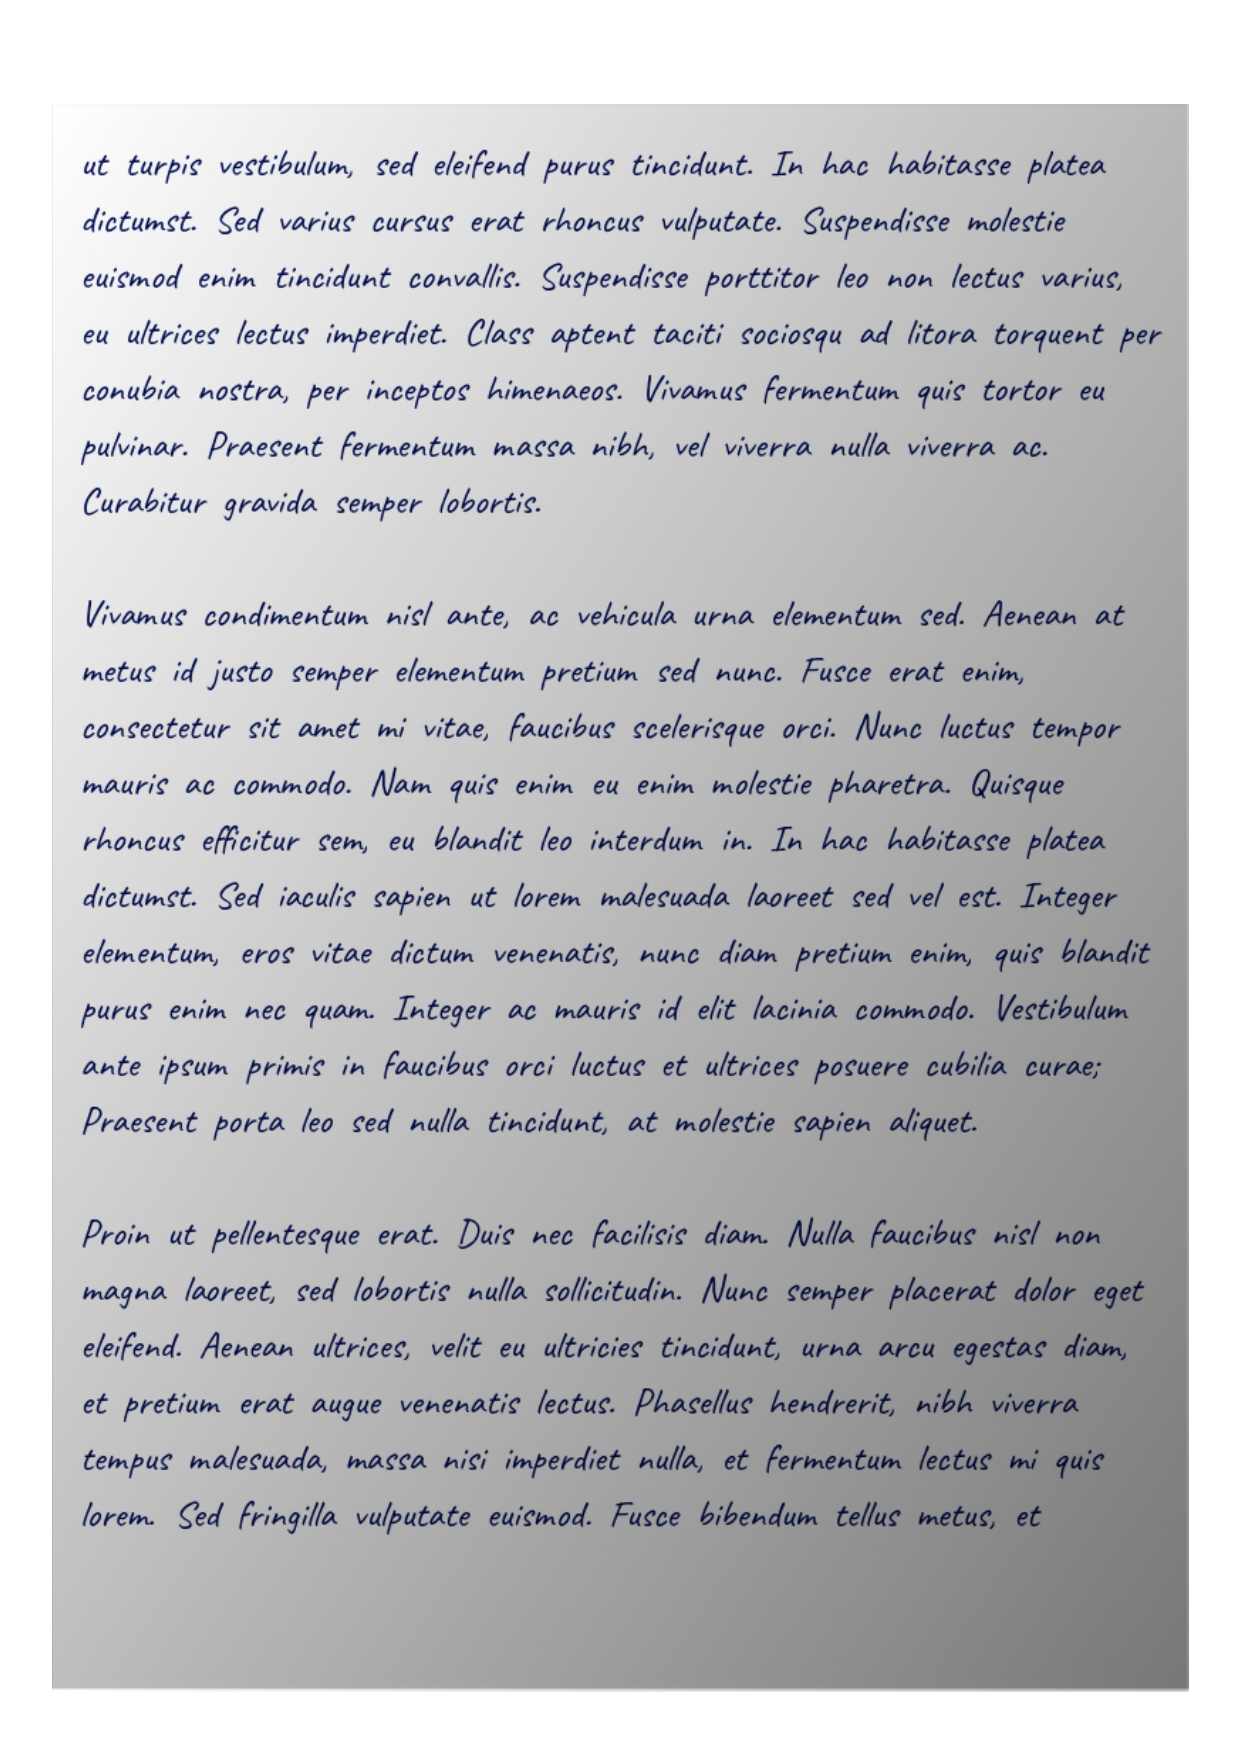 ut turpis vestibulum, sed eleifend purus tincidunt. In hac habitasse platea
dictumst. Sed varius cursus erat rhoncus vulputate. Suspendisse molestie
euismod enim tincidunt convallis. Suspendisse porttitor leo non lectus varius,
eu ultrices lectus imperdiet. Class aptent taciti sociosqu ad litora torquent per
conubia nostra, per inceptos himenaeos. Vivamus fermentum quis tortor eu
pulvinar. Praesent fermentum massa nibh, vel viverra nulla viverra ac.
Curabitur gravida semper lobortis.
Vivamus condimentum nisl ante, ac vehicula urna elementum sed. Aenean at
metus id justo semper elementum pretium sed nunc. Fusce erat enim,
consectetur sit amet mi vitae, faucibus scelerisque orci. Nunc luctus tempor
mauris ac commodo. Nam quis enim eu enim molestie pharetra. Quisque
rhoncus efficitur sem, eu blandit leo interdum in. In hac habitasse platea
dictumst. Sed iaculis sapien ut lorem malesuada laoreet sed vel est. Integer
elementum, eros vitae dictum venenatis, nunc diam pretium enim, quis blandit
purus enim nec quam. Integer ac mauris id elit lacinia commodo. Vestibulum
ante ipsum primis in faucibus orci luctus et ultrices posuere cubilia curae;
Praesent porta leo sed nulla tincidunt, at molestie sapien aliquet.
Proin ut pellentesque erat. Duis nec facilisis diam. Nulla faucibus nisl non
magna laoreet, sed lobortis nulla sollicitudin. Nunc semper placerat dolor eget
eleifend. Aenean ultrices, velit eu ultricies tincidunt, urna arcu egestas diam,
et pretium erat augue venenatis lectus. Phasellus hendrerit, nibh viverra
tempus malesuada, massa nisi imperdiet nulla, et fermentum lectus mi quis
lorem. Sed fringilla vulputate euismod. Fusce bibendum tellus metus, et